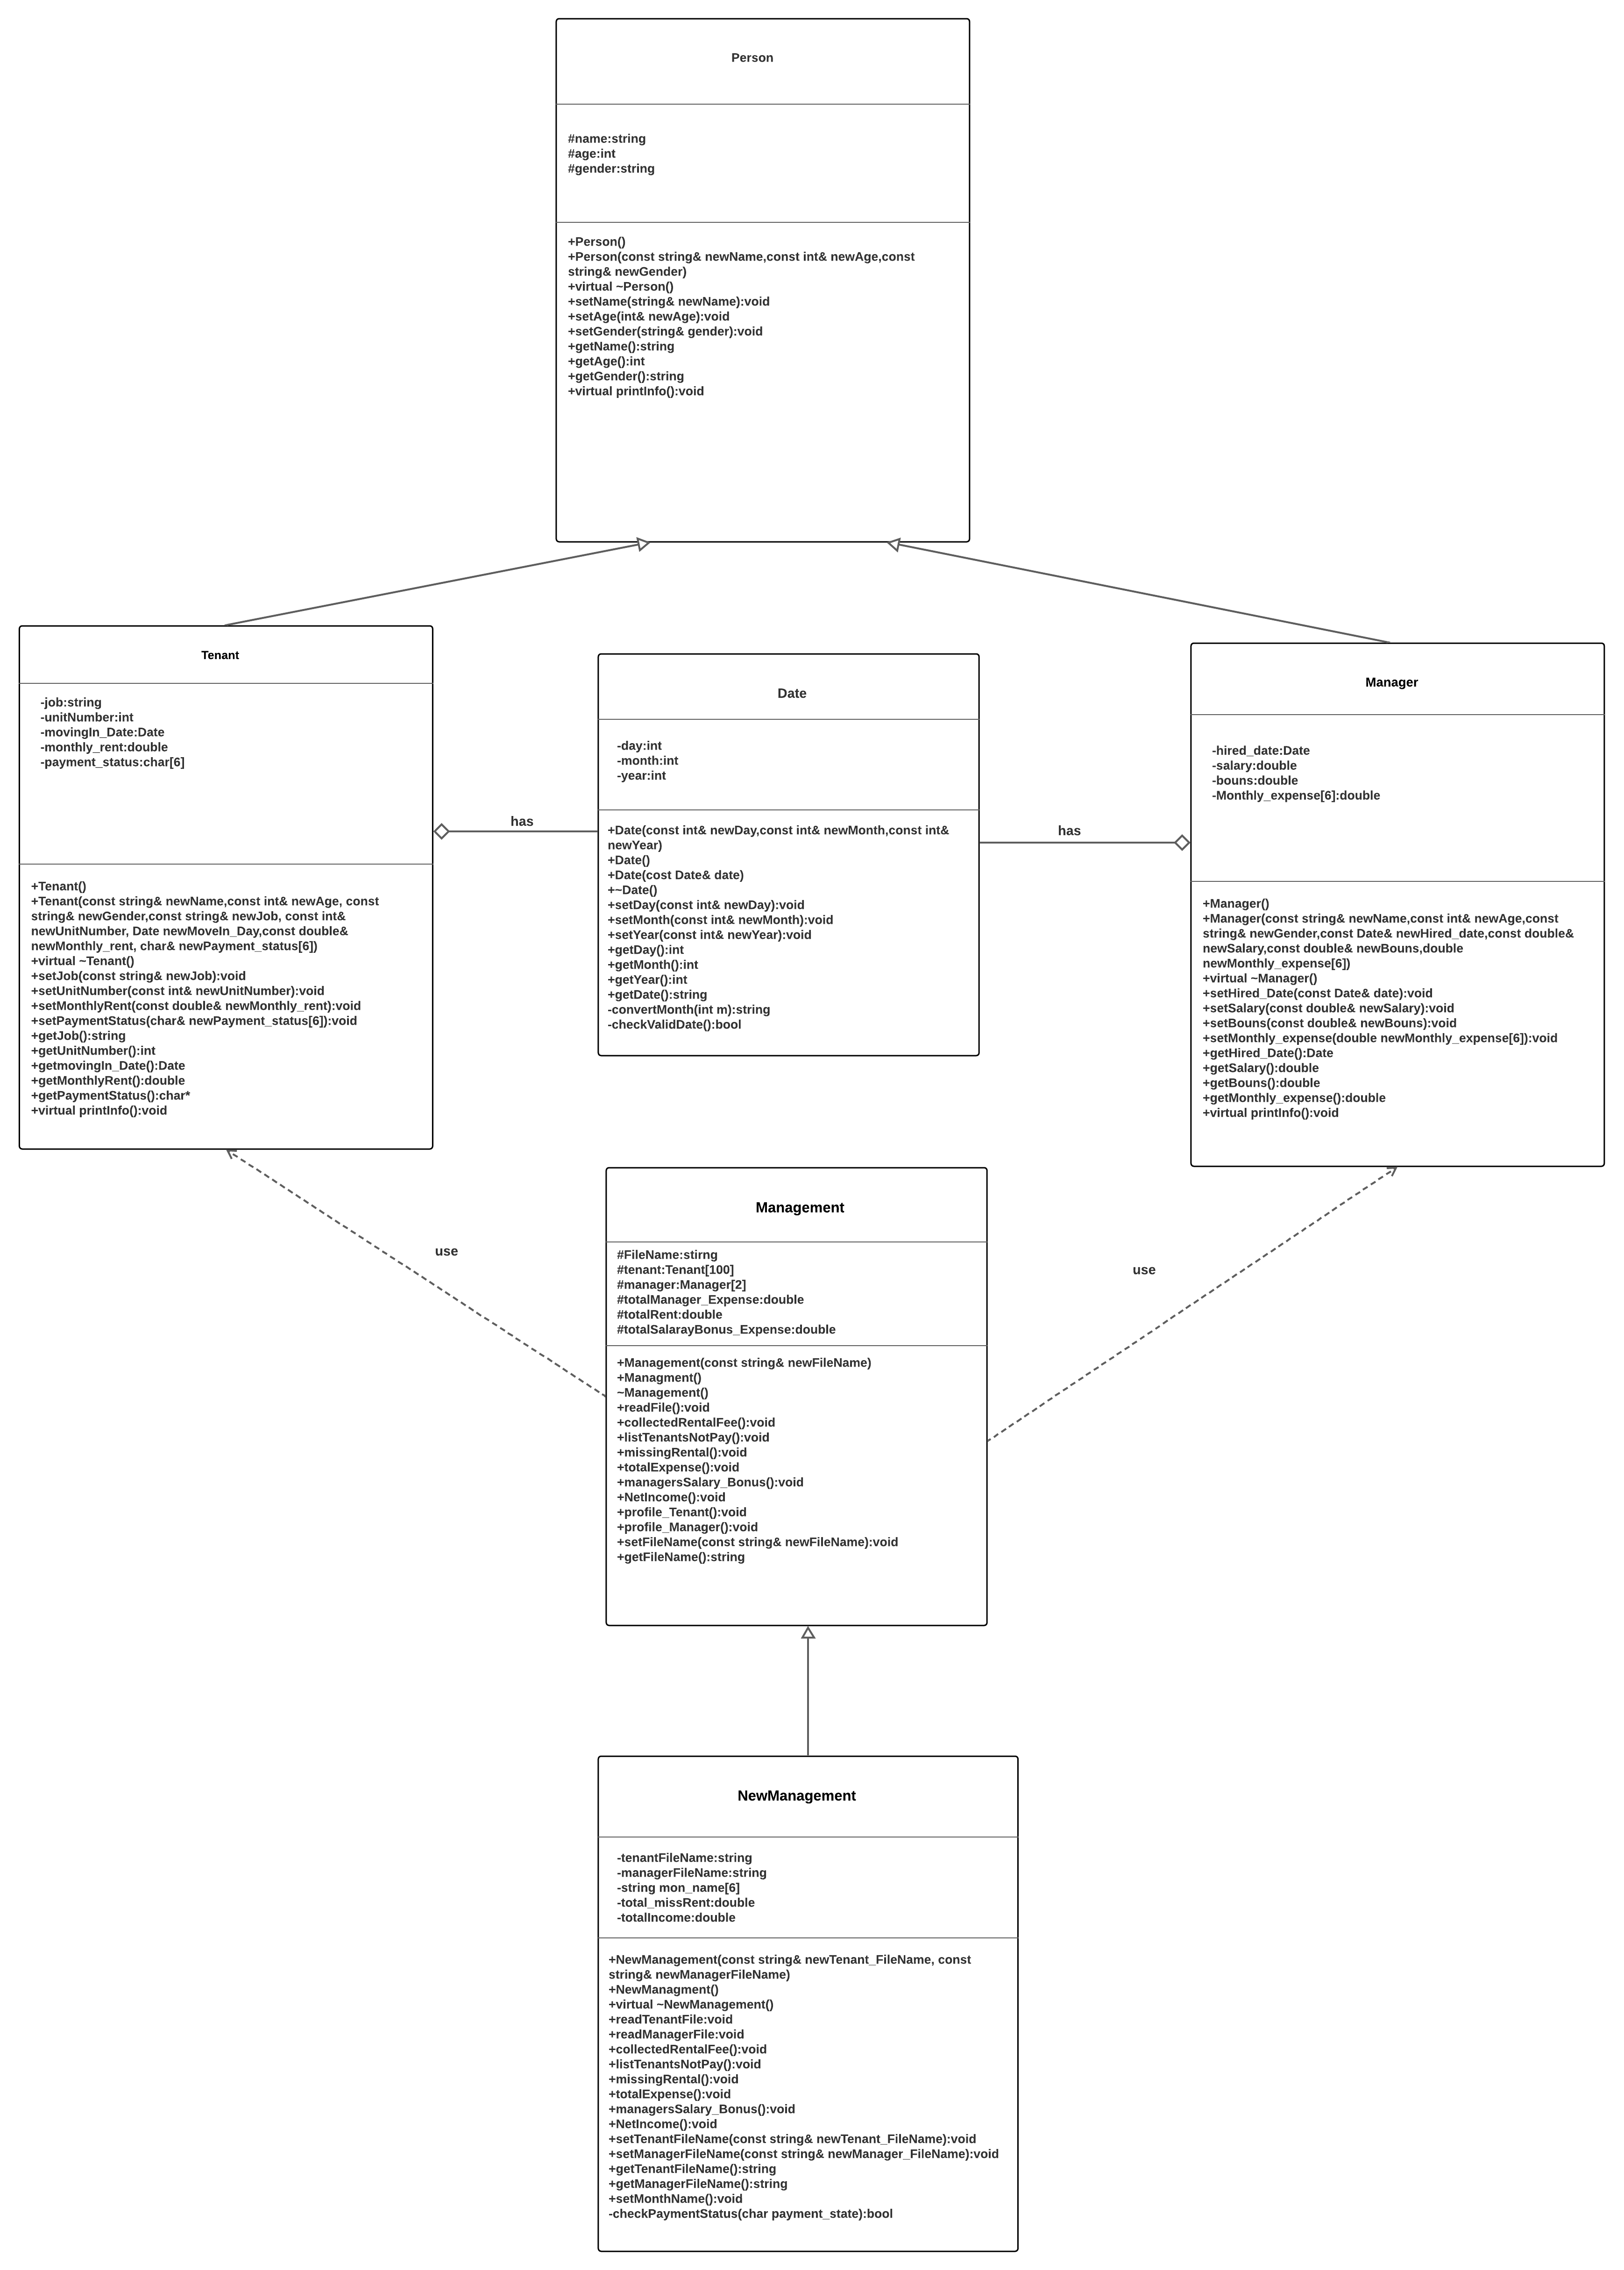 Person
#name:string
#age:int
#gender:string
+Person()
+Person(const string& newName,const int& newAge,const
string& newGender)
+virtual ~Person()
+setName(string& newName):void
+setAge(int& newAge):void
+setGender(string& gender):void
+getName():string
+getAge():int
+getGender():string
+virtual printInfo():void
Tenant
-job:string
-unitNumber:int
-movingIn_Date:Date
-monthly_rent:double
-payment_status:char[6]
+Tenant()
+Tenant(const string& newName,const int& newAge, const
string& newGender,const string& newJob, const int&
newUnitNumber, Date newMoveIn_Day,const double&
newMonthly_rent, char& newPayment_status[6])
+virtual ~Tenant()
+setJob(const string& newJob):void
+setUnitNumber(const int& newUnitNumber):void
+setMonthlyRent(const double& newMonthly_rent):void
+setPaymentStatus(char& newPayment_status[6]):void
+getJob():string
+getUnitNumber():int
+getmovingIn_Date():Date
+getMonthlyRent():double
+getPaymentStatus():char*
+virtual printInfo():void
has
Date
-day:int
-month:int
-year:int
+Date(const int& newDay,const int& newMonth,const int&
newYear)
+Date()
+Date(cost Date& date)
+~Date()
+setDay(const int& newDay):void
+setMonth(const int& newMonth):void
+setYear(const int& newYear):void
+getDay():int
+getMonth():int
+getYear():int
+getDate():string
-convertMonth(int m):string
-checkValidDate():bool
has
Manager
-hired_date:Date
-salary:double
-bouns:double
-Monthly_expense[6]:double
+Manager()
+Manager(const string& newName,const int& newAge,const
string& newGender,const Date& newHired_date,const double&
newSalary,const double& newBouns,double
newMonthly_expense[6])
+virtual ~Manager()
+setHired_Date(const Date& date):void
+setSalary(const double& newSalary):void
+setBouns(const double& newBouns):void
+setMonthly_expense(double newMonthly_expense[6]):void
+getHired_Date():Date
+getSalary():double
+getBouns():double
+getMonthly_expense():double
+virtual printInfo():void
use
Management
#FileName:stirng
#tenant:Tenant[100]
#manager:Manager[2]
#totalManager_Expense:double
#totalRent:double
#totalSalarayBonus_Expense:double
+Management(const string& newFileName)
+Managment()
~Management()
+readFile():void
+collectedRentalFee():void
+listTenantsNotPay():void
+missingRental():void
+totalExpense():void
+managersSalary_Bonus():void
+NetIncome():void
+profile_Tenant():void
+profile_Manager():void
+setFileName(const string& newFileName):void
+getFileName():string
use
NewManagement
-tenantFileName:string
-managerFileName:string
-string mon_name[6]
-total_missRent:double
-totalIncome:double
+NewManagement(const string& newTenant_FileName, const
string& newManagerFileName)
+NewManagment()
+virtual ~NewManagement()
+readTenantFile:void
+readManagerFile:void
+collectedRentalFee():void
+listTenantsNotPay():void
+missingRental():void
+totalExpense():void
+managersSalary_Bonus():void
+NetIncome():void
+setTenantFileName(const string& newTenant_FileName):void
+setManagerFileName(const string& newManager_FileName):void
+getTenantFileName():string
+getManagerFileName():string
+setMonthName():void
-checkPaymentStatus(char payment_state):bool